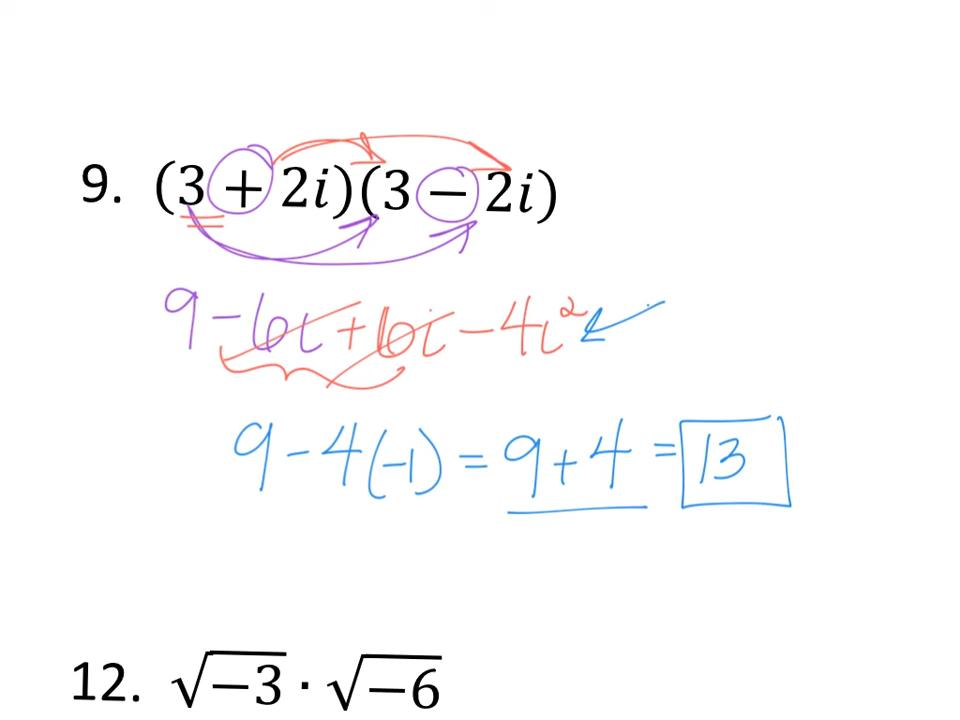 9. (3 + 2i)(3 − 2i)
9 − 6i + 6i − 4i²
9 − 4(−1) = 9 + 4 = 13
12. √−3 · √−6